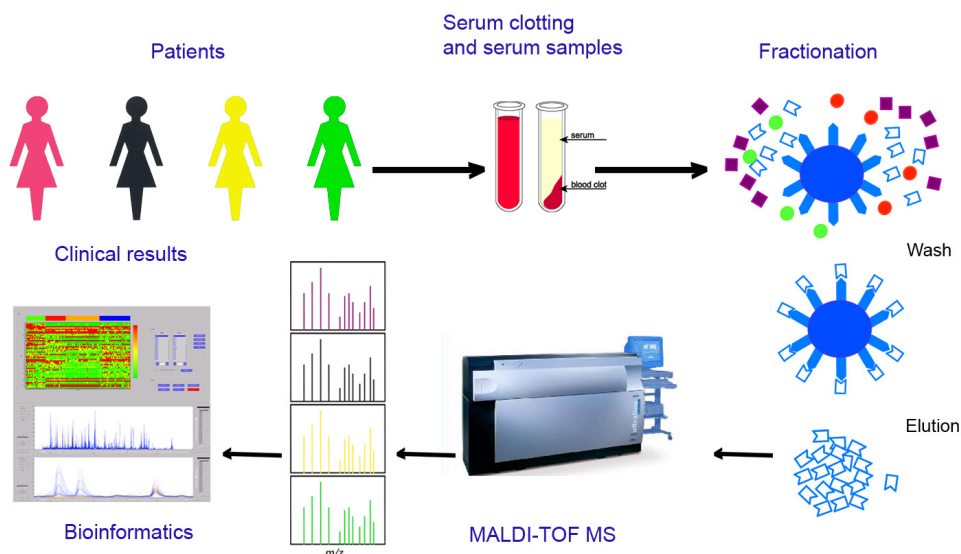 Serum clotting
and serum samples
Patients
Fractionation
serum
blood clot
Wash
Clinical results
Elution
Bioinformatics
MALDI-TOF MS
m/z